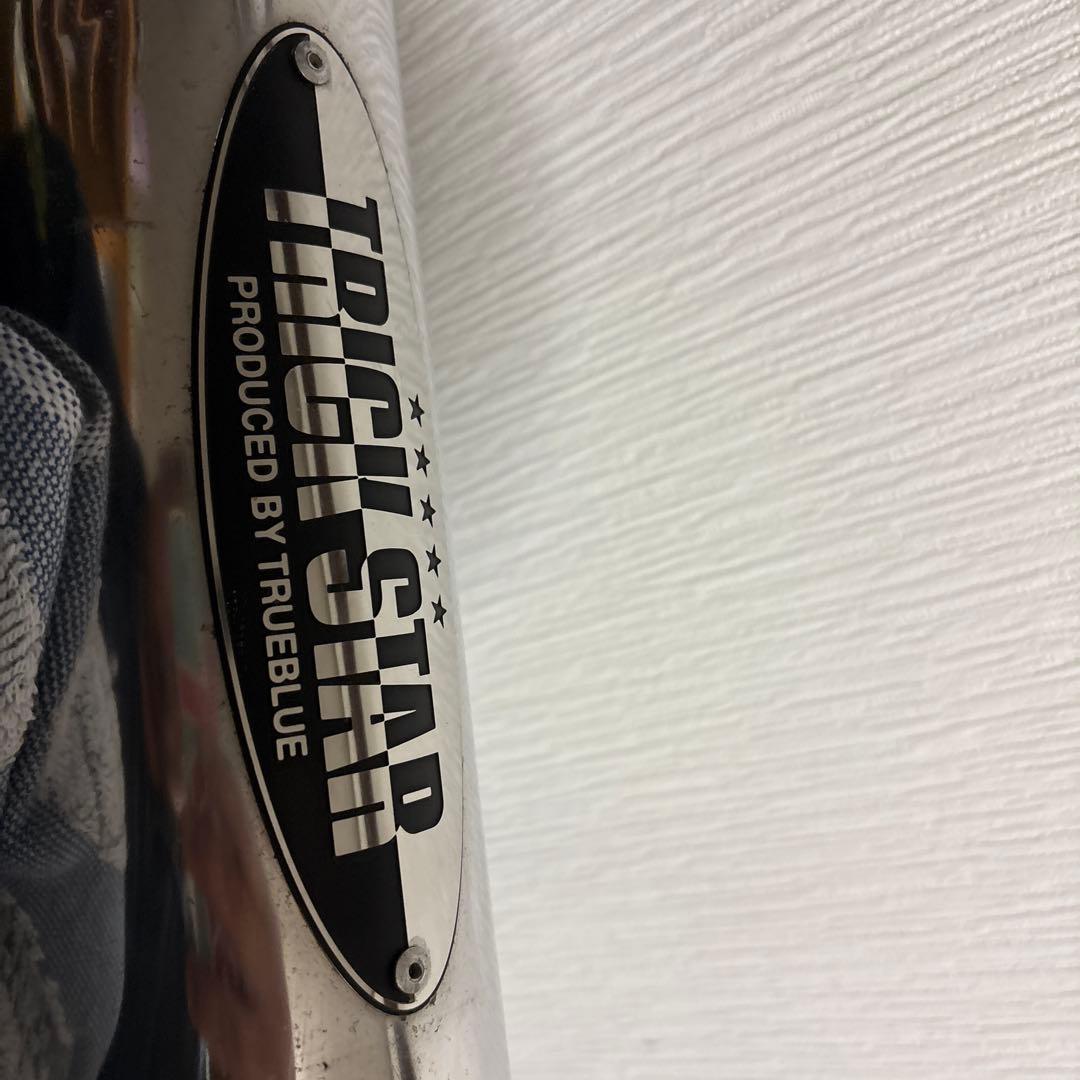 ★★★★★
TRICK STAR
PRODUCED BY TRUEBLUE